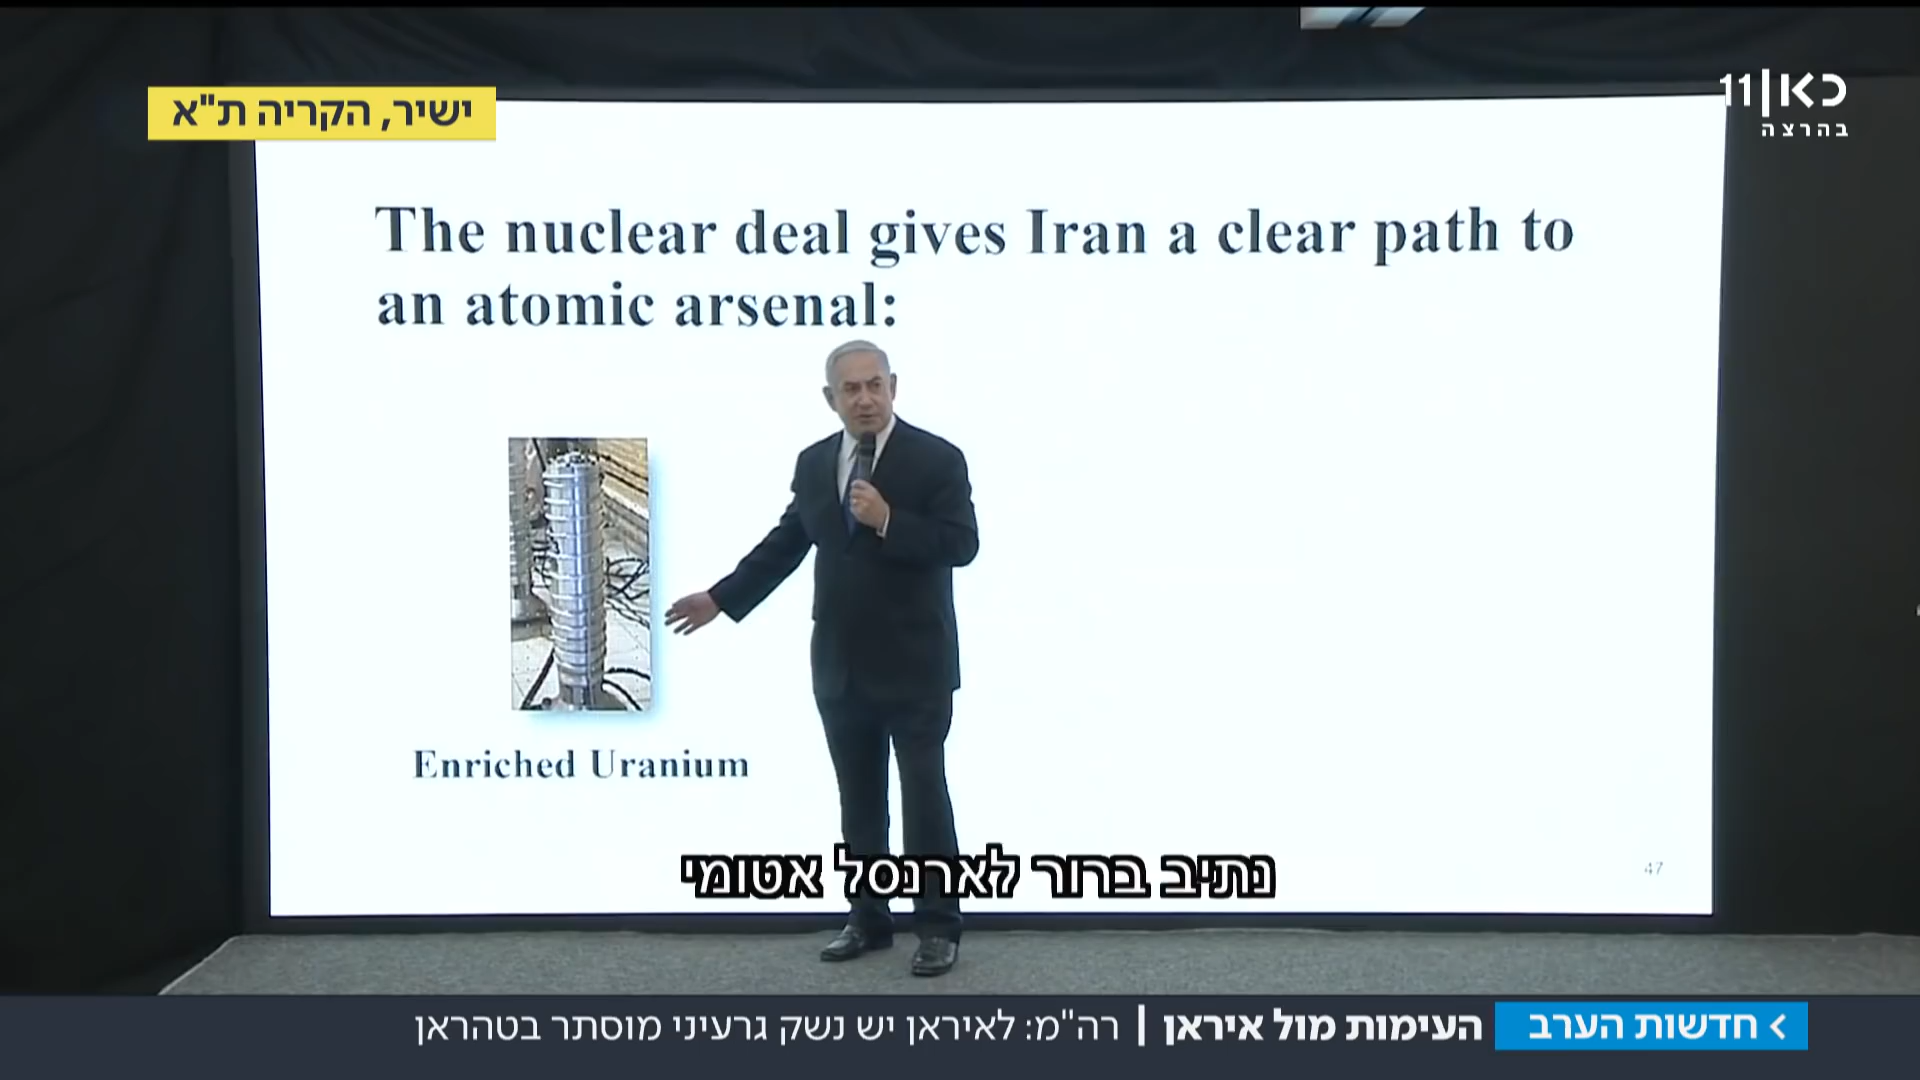 ישיר, הקריה ת"א
כאן|11
בהרצה
The nuclear deal gives Iran a clear path to
an atomic arsenal:
Enriched Uranium
נתיב ברור לארנסל אטומי
47
חדשות הערב
העימות מול איראן | רה"מ: לאיראן יש נשק גרעיני מוסתר בטהראן